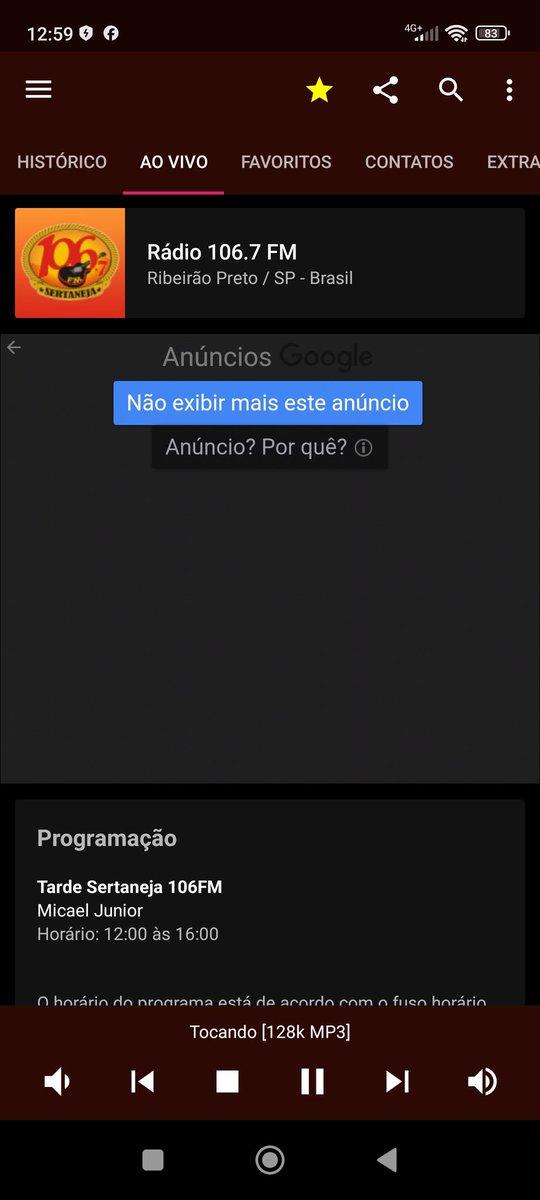 12:59
4G+
83
HISTÓRICO
AO VIVO
FAVORITOS
CONTATOS
EXTRA
106.7
FM
SERTANEJA
Rádio 106.7 FM
Ribeirão Preto / SP - Brasil
Anúncios Google
Não exibir mais este anúncio
Anúncio? Por quê?
Programação
Tarde Sertaneja 106FM
Micael Junior
Horário: 12:00 às 16:00
O horário do programa está de acordo com o fuso horário
Tocando [128k MP3]